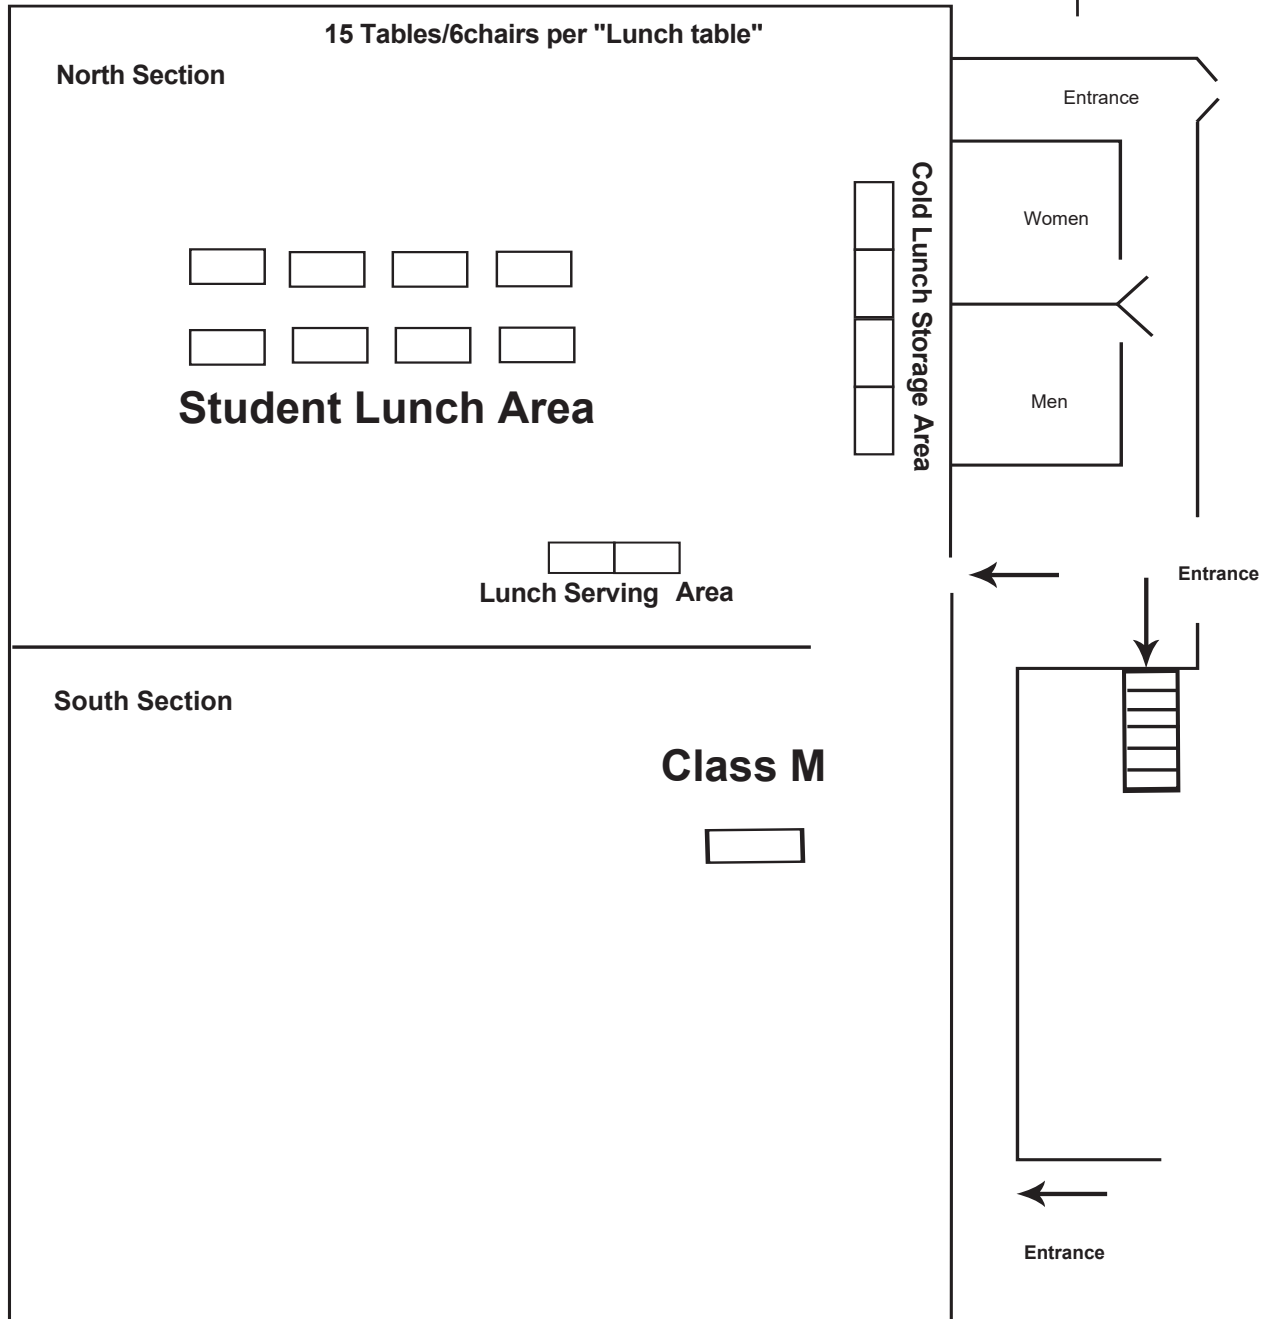 15 Tables/6chairs per "Lunch table"
North Section
Entrance
Women
Cold Lunch Storage Area
Student Lunch Area
Men
Lunch Serving Area
Entrance
South Section
Class M
Entrance